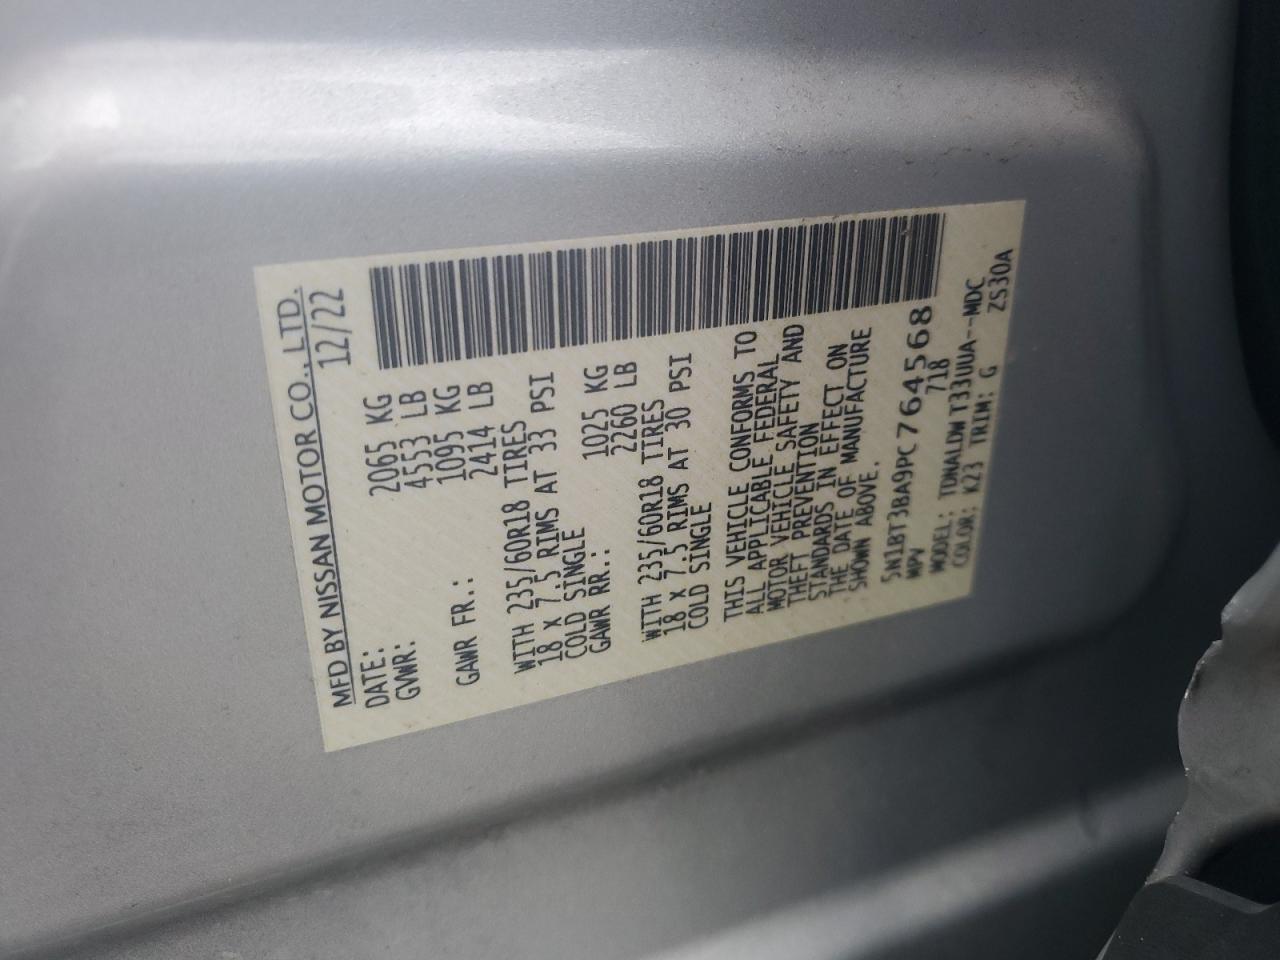 MFD BY NISSAN MOTOR CO., LTD.
DATE: 12/22
GVWR: 2065 KG
4553 LB
GAWR FR.: 1095 KG
2414 LB
WITH 235/60R18 TIRES
18 X 7.5 RIMS AT 33 PSI
COLD SINGLE
GAWR RR.: 1025 KG
2260 LB
WITH 235/60R18 TIRES
18 X 7.5 RIMS AT 30 PSI
COLD SINGLE
THIS VEHICLE CONFORMS TO
ALL APPLICABLE FEDERAL
MOTOR VEHICLE SAFETY AND
THEFT PREVENTION
STANDARDS IN EFFECT ON
THE DATE OF MANUFACTURE
SHOWN ABOVE.
5N1BT3BA9PC764568
MPV 718
MODEL: TDNALDWT33UUA--MDC
COLOR: K23 TRIM: G ZS30A